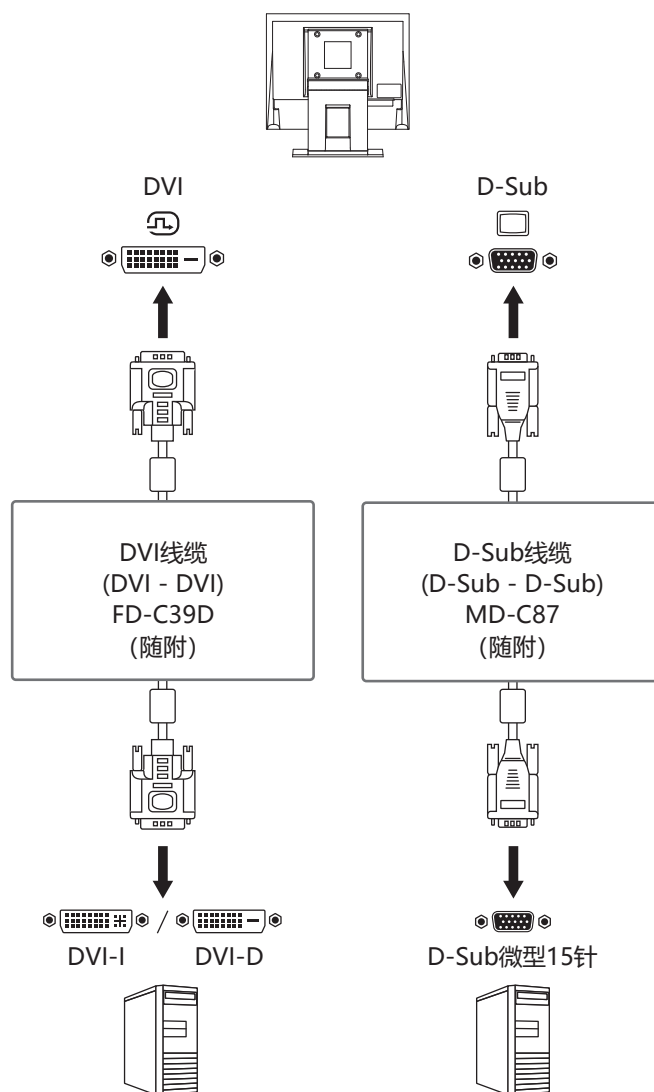 DVI
D-Sub
DVI线缆
(DVI - DVI)
FD-C39D
(随附)
D-Sub线缆
(D-Sub - D-Sub)
MD-C87
(随附)
DVI-I / DVI-D
D-Sub微型15针